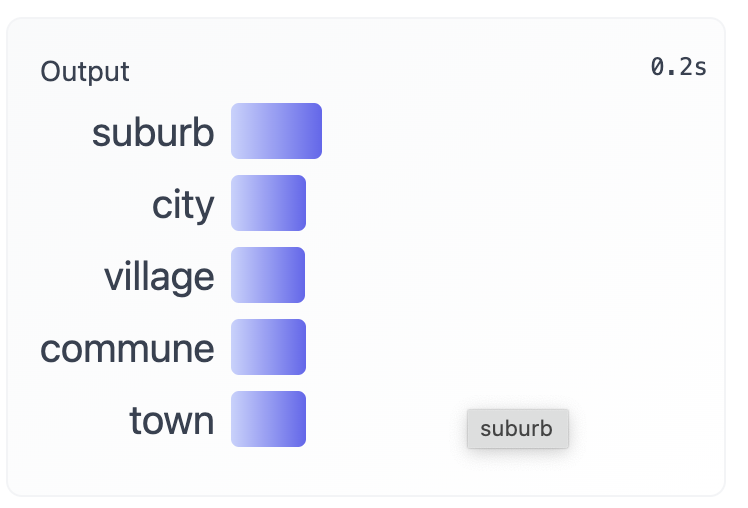 Output 0.2s
suburb
city
village
commune
town
suburb